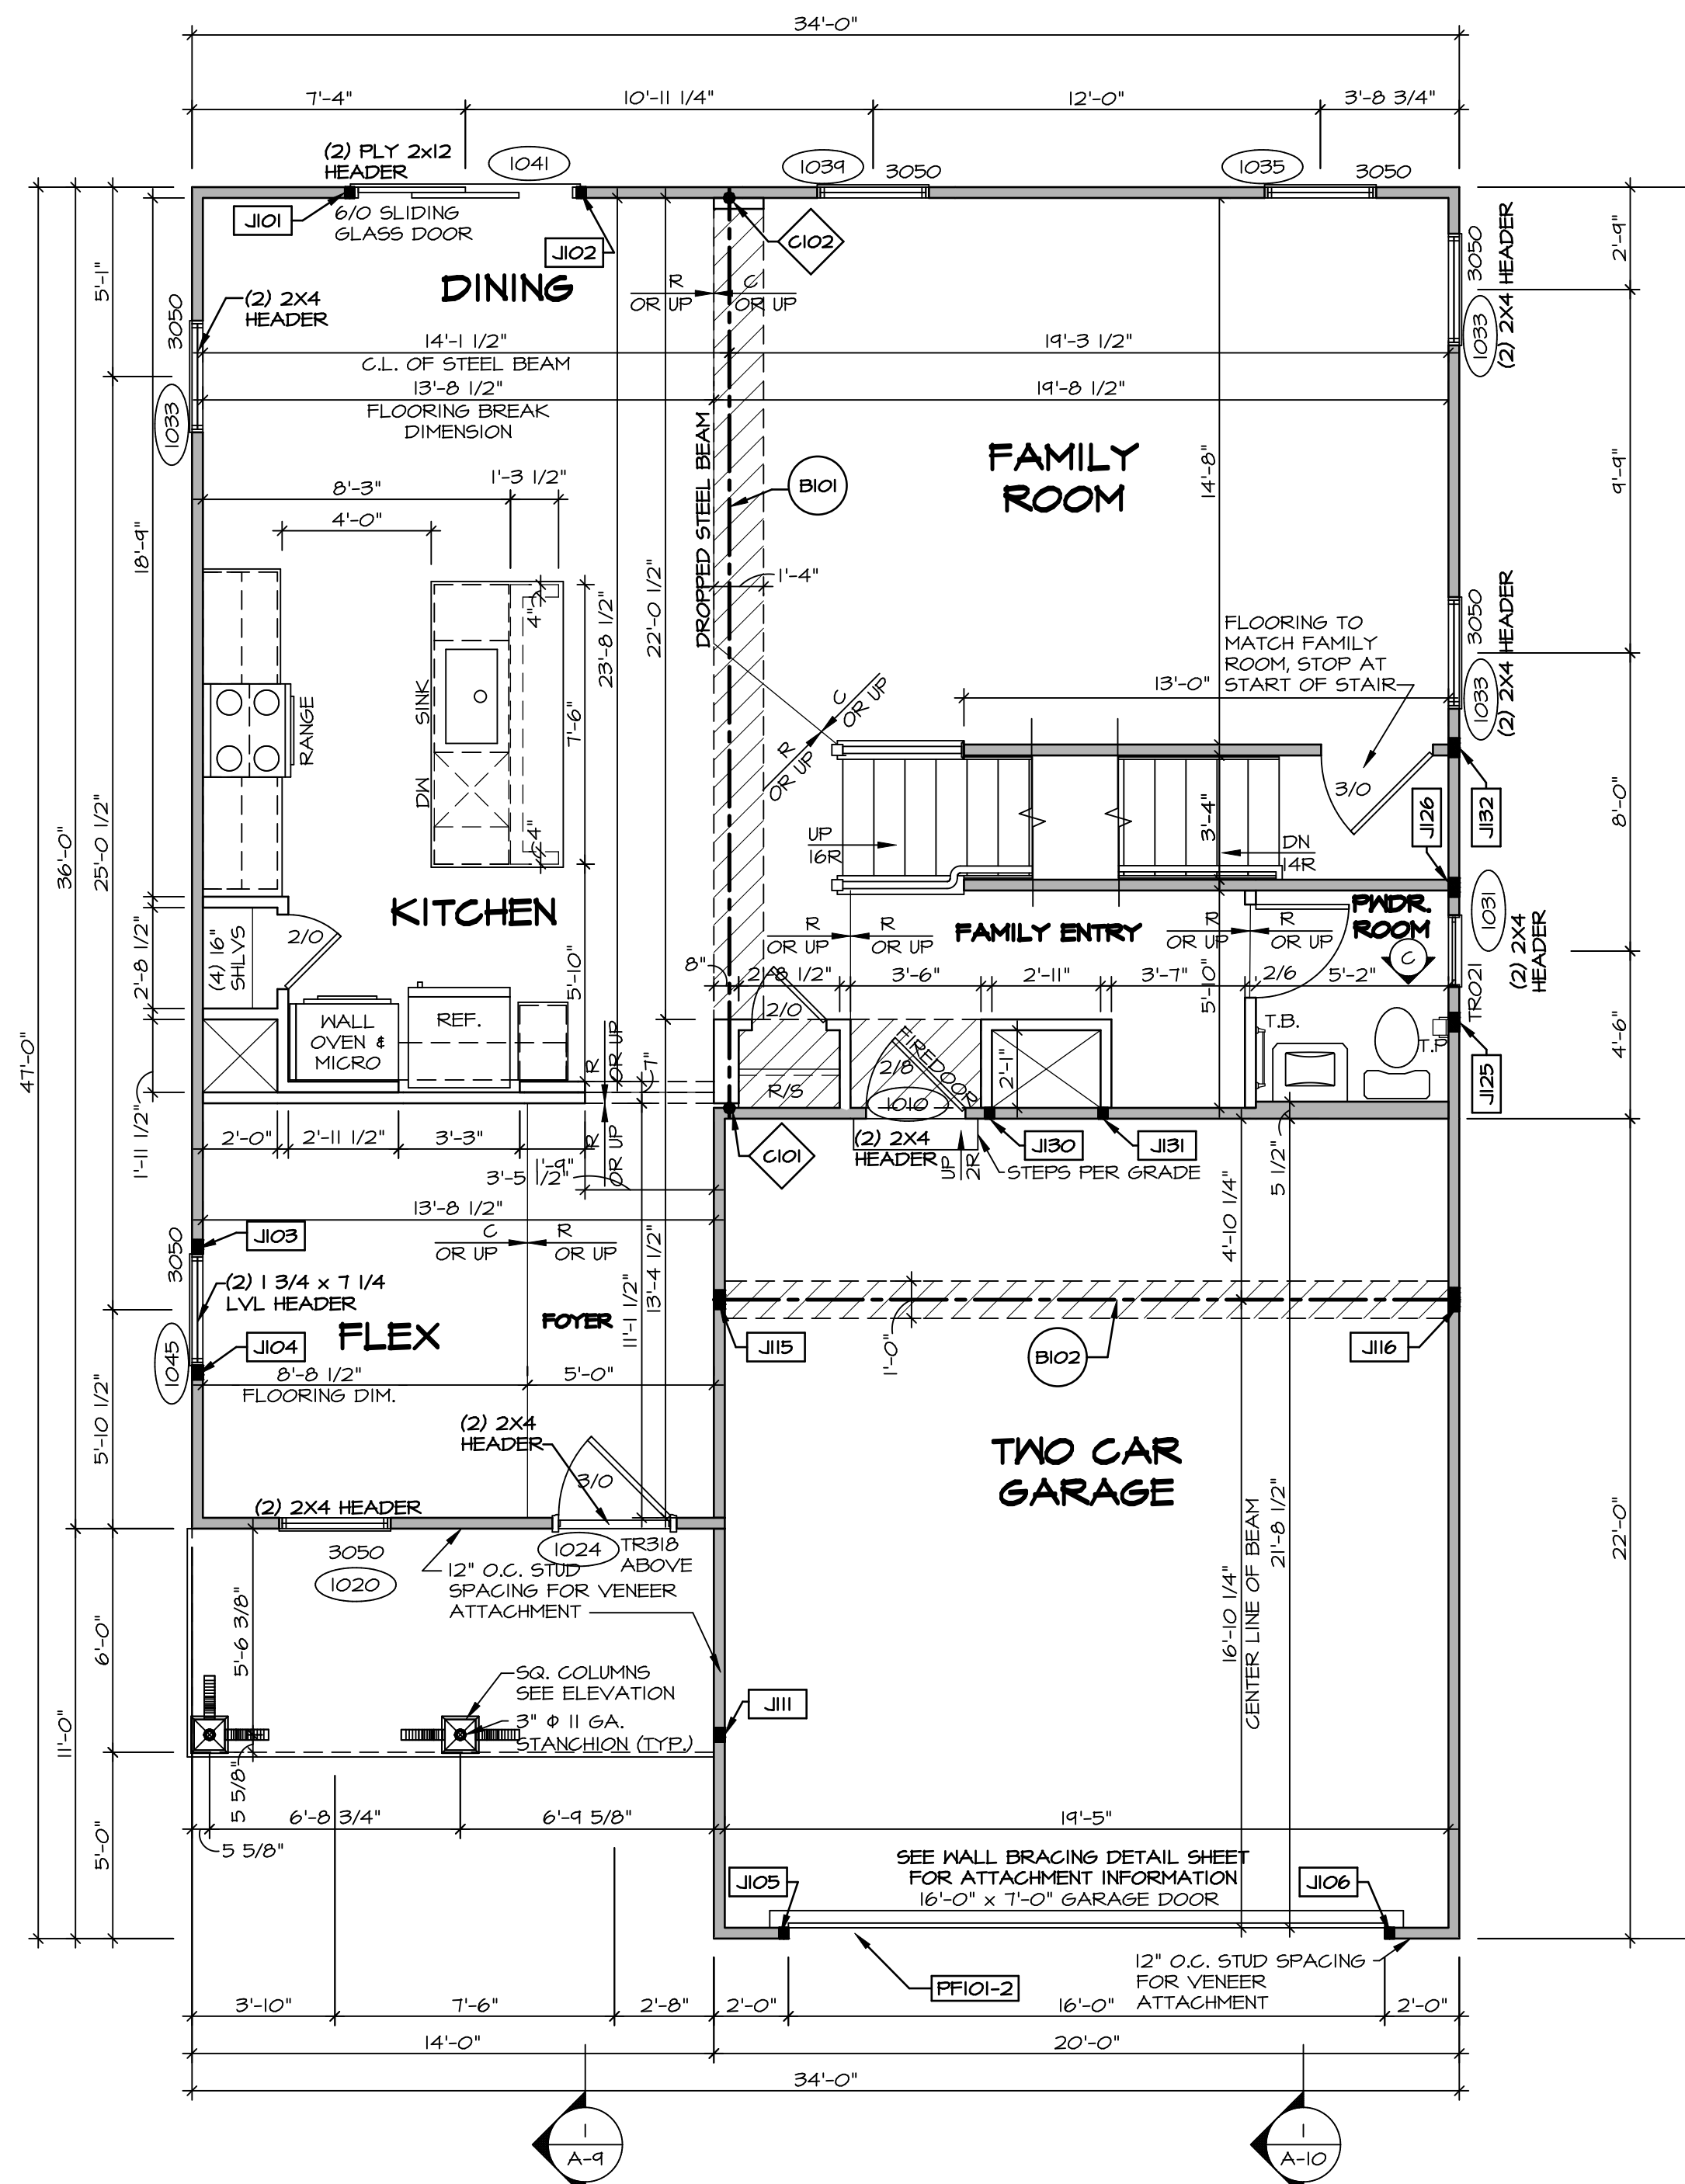 34'-0"
7'-4"
10'-11 1/4"
12'-0"
3'-8 3/4"
(2) PLY 2x12
HEADER
1041
1039
3050
1035
3050
J101
6/0 SLIDING
GLASS DOOR
J102
C102
DINING
R
OR UP
C
OR UP
5'-1"
3050
(2) 2X4
HEADER
1033
14'-1 1/2"
C.L. OF STEEL BEAM
19'-3 1/2"
13'-8 1/2"
FLOORING BREAK
DIMENSION
19'-8 1/2"
3050
1033
(2) 2X4 HEADER
2'-9"
9'-9"
FAMILY
ROOM
14'-8"
B101
DROPPED STEEL BEAM
8'-3"
1'-3 1/2"
4'-0"
18'-9"
1'-4"
4"
23'-8 1/2"
22'-0 1/2"
7'-6"
SINK
DW
4"
RANGE
FLOORING TO
MATCH FAMILY
ROOM, STOP AT
START OF STAIR
13'-0"
C
OR UP
R
OR UP
3050
1033
(2) 2X4 HEADER
3/0
J126
J132
8'-0"
UP
16R
3'-4"
DN
14R
36'-0"
25'-0 1/2"
47'-0"
KITCHEN
2'-8 1/2"
(4) 16"
SHLVS
2/0
WALL
OVEN &
MICRO
REF.
5'-10"
R
OR UP
R
OR UP
FAMILY ENTRY
R
OR UP
R
OR UP
PWDR.
ROOM
C
1031
(2) 2X4
HEADER
TR021
8"
2'-8 1/2"
3'-6"
2'-11"
3'-7"
5'-10"
2/6
5'-2"
4'-6"
2/0
R/S
2/8
FIREDOOR
1010
2'-1"
T.B.
T.P.
J125
R
OR UP
7"
1'-11 1/2"
2'-0"
2'-11 1/2"
3'-3"
1'-9"
3'-5 1/2"
R
OR UP
C101
(2) 2X4
HEADER
UP
2R
J130
J131
STEPS PER GRADE
5 1/2"
4'-10 1/4"
13'-8 1/2"
C
OR UP
R
OR UP
3050
J103
(2) 1 3/4 x 7 1/4
LVL HEADER
J104
1045
FLEX
FOYER
11'-1 1/2"
13'-4 1/2"
8'-8 1/2"
FLOORING DIM.
5'-0"
J115
1'-0"
B102
J116
5'-10 1/2"
(2) 2X4
HEADER
3/0
(2) 2X4 HEADER
3050
1020
1024
TR318
ABOVE
12" O.C. STUD
SPACING FOR VENEER
ATTACHMENT
TWO CAR
GARAGE
16'-10 1/4"
CENTER LINE OF BEAM
21'-8 1/2"
22'-0"
6'-0"
5'-6 3/8"
SQ. COLUMNS
SEE ELEVATION
3" Φ 11 GA.
STANCHION (TYP.)
J111
11'-0"
5'-0"
5 5/8"
6'-8 3/4"
6'-9 5/8"
5 5/8"
19'-5"
SEE WALL BRACING DETAIL SHEET
FOR ATTACHMENT INFORMATION
16'-0" x 7'-0" GARAGE DOOR
J105
J106
PF101-2
12" O.C. STUD SPACING
FOR VENEER
ATTACHMENT
3'-10"
7'-6"
2'-8"
2'-0"
16'-0"
2'-0"
14'-0"
20'-0"
34'-0"
1
A-9
1
A-10